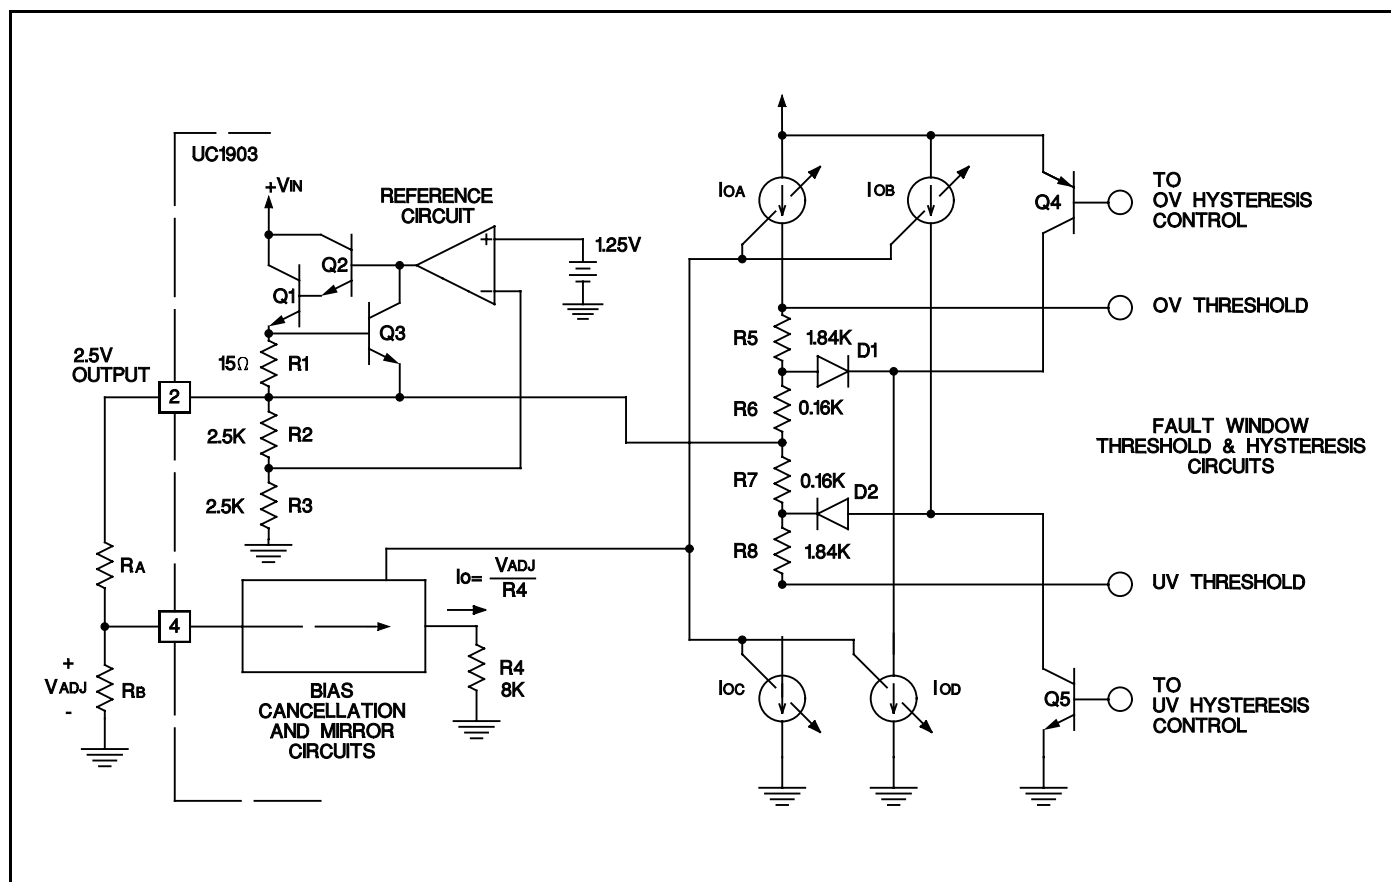 UC1903
+VIN
REFERENCE
CIRCUIT
1.25V
Q2
Q1
Q3
15Ω
R1
2.5V
OUTPUT
2
2.5K
R2
2.5K
R3
RA
4
+
VADJ
-
RB
IO= VADJ
R4
R4
8K
BIAS
CANCELLATION
AND MIRROR
CIRCUITS
+
−
IOA
IOB
Q4
TO
OV HYSTERESIS
CONTROL
OV THRESHOLD
R5
1.84K
D1
R6
0.16K
FAULT WINDOW
THRESHOLD & HYSTERESIS
CIRCUITS
R7
0.16K
D2
R8
1.84K
UV THRESHOLD
IOC
IOD
Q5
TO
UV HYSTERESIS
CONTROL